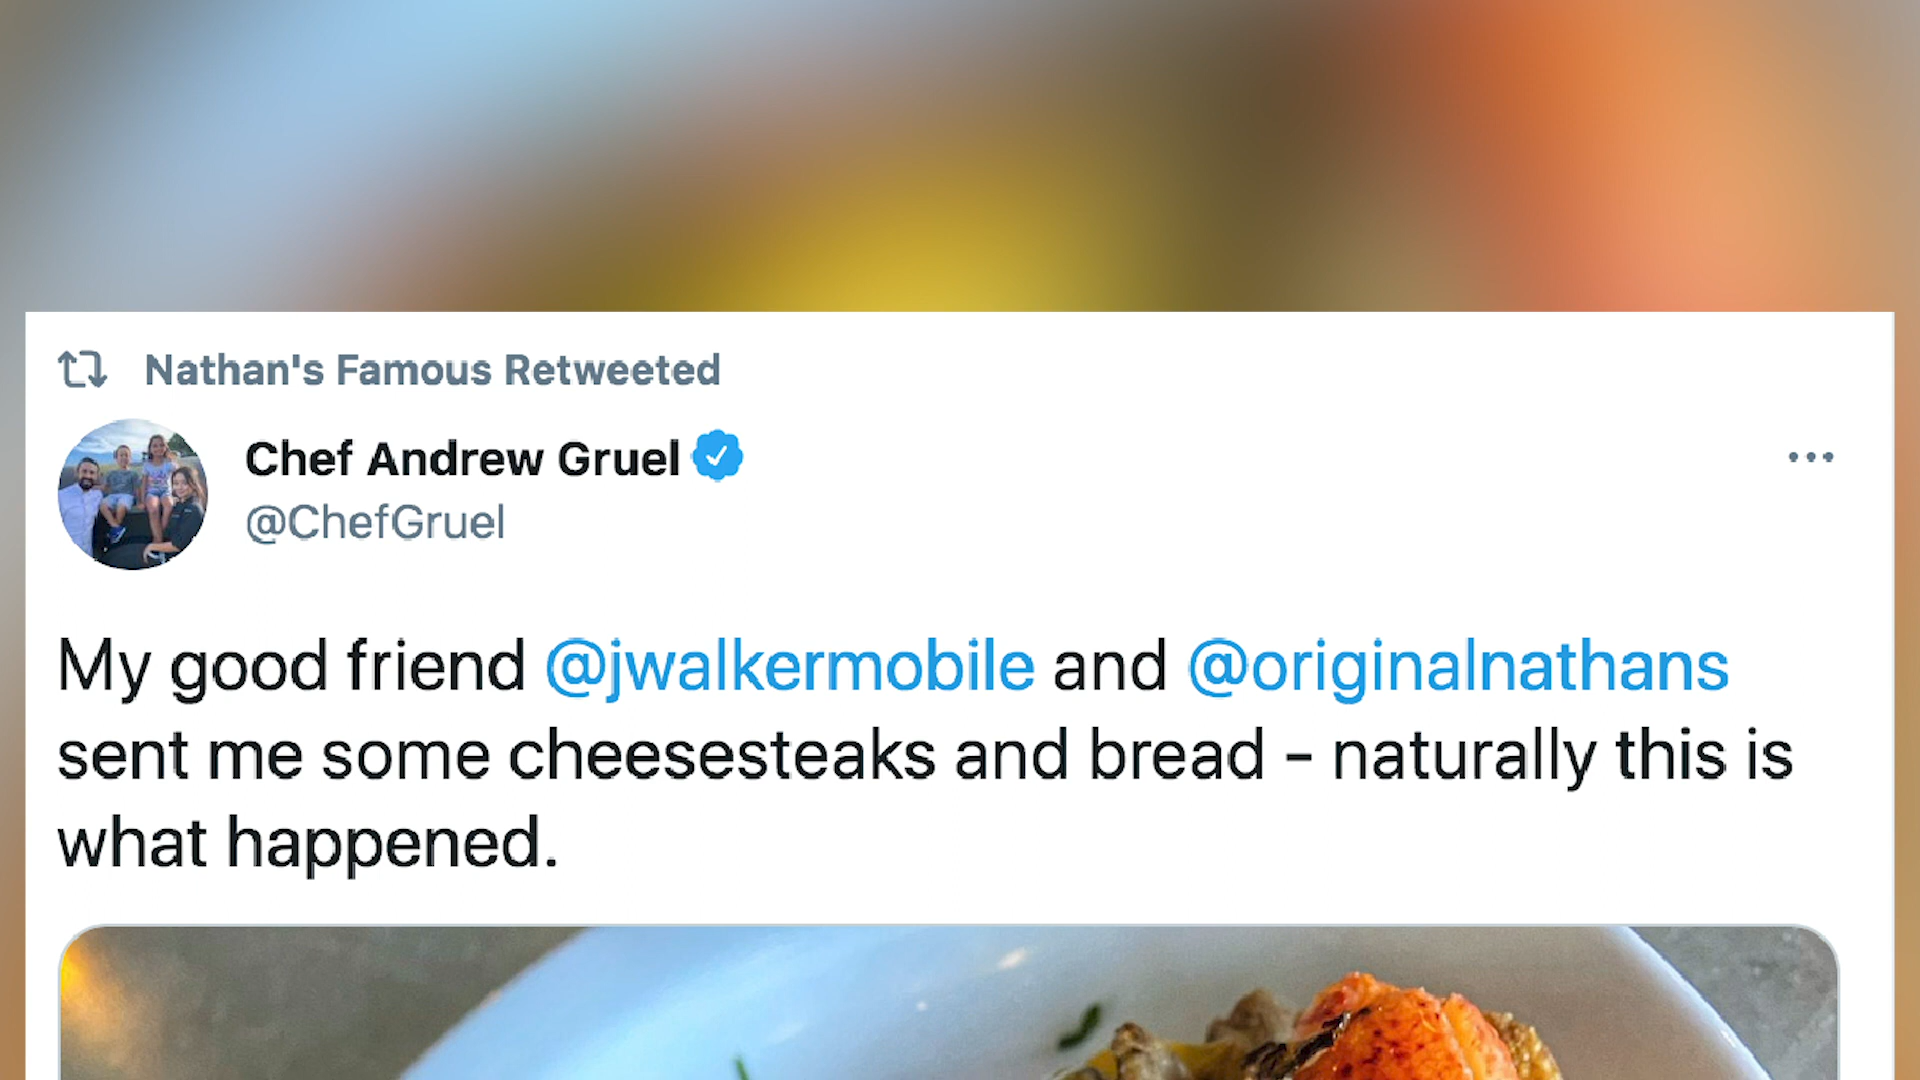 Nathan's Famous Retweeted
Chef Andrew Gruel
@ChefGruel
My good friend @jwalkermobile and @originalnathans
sent me some cheesesteaks and bread - naturally this is
what happened.